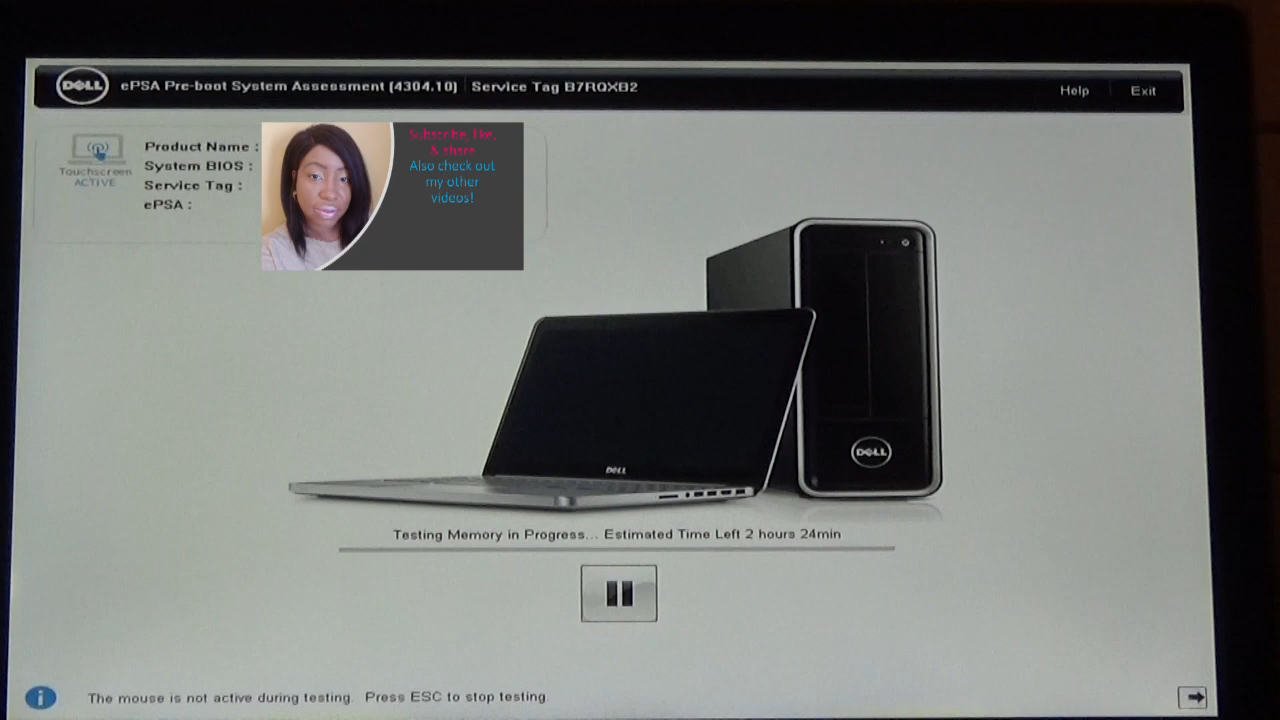 DELL ePSA Pre-boot System Assessment [4304.10] Service Tag B7RQXB2 Help Exit
Touchscreen
ACTIVE
Product Name :
System BIOS :
Service Tag :
ePSA :
Subscribe, like,
& share
Also check out
my other
videos!
DELL
DELL
Testing Memory in Progress... Estimated Time Left 2 hours 24min
i The mouse is not active during testing. Press ESC to stop testing.